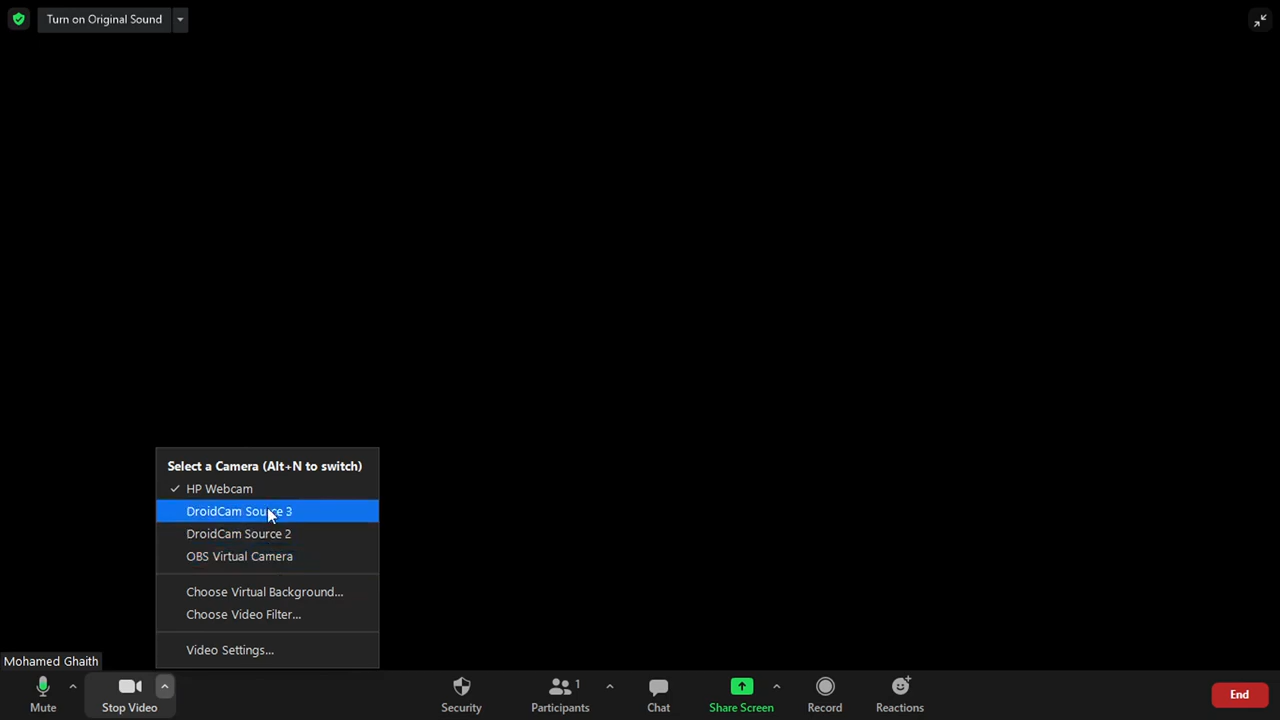 Turn on Original Sound
Select a Camera (Alt+N to switch)
HP Webcam
DroidCam Source 3
DroidCam Source 2
OBS Virtual Camera
Choose Virtual Background...
Choose Video Filter...
Video Settings...
Mohamed Ghaith
Mute
Stop Video
Security
1
Participants
Chat
Share Screen
Record
Reactions
End